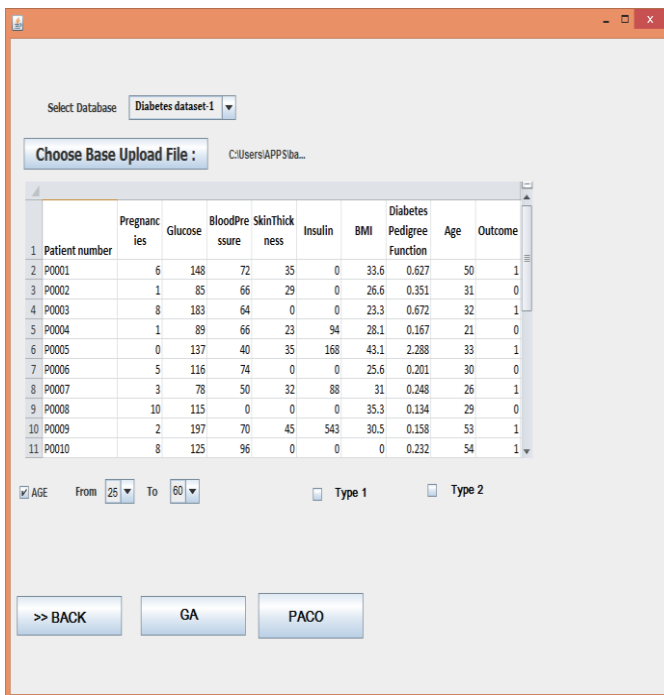 Select Database Diabetes dataset-1
Choose Base Upload File : C:\Users\APPS\ba...
1 Patient number Pregnancies Glucose BloodPressure SkinThickness Insulin BMI Diabetes Pedigree Function Age Outcome
2 P0001 6 148 72 35 0 33.6 0.627 50 1
3 P0002 1 85 66 29 0 26.6 0.351 31 0
4 P0003 8 183 64 0 0 23.3 0.672 32 1
5 P0004 1 89 66 23 94 28.1 0.167 21 0
6 P0005 0 137 40 35 168 43.1 2.288 33 1
7 P0006 5 116 74 0 0 25.6 0.201 30 0
8 P0007 3 78 50 32 88 31 0.248 26 1
9 P0008 10 115 0 0 0 35.3 0.134 29 0
10 P0009 2 197 70 45 543 30.5 0.158 53 1
11 P0010 8 125 96 0 0 0 0.232 54 1
AGE From 25 To 60 Type 1 Type 2
>> BACK GA PACO